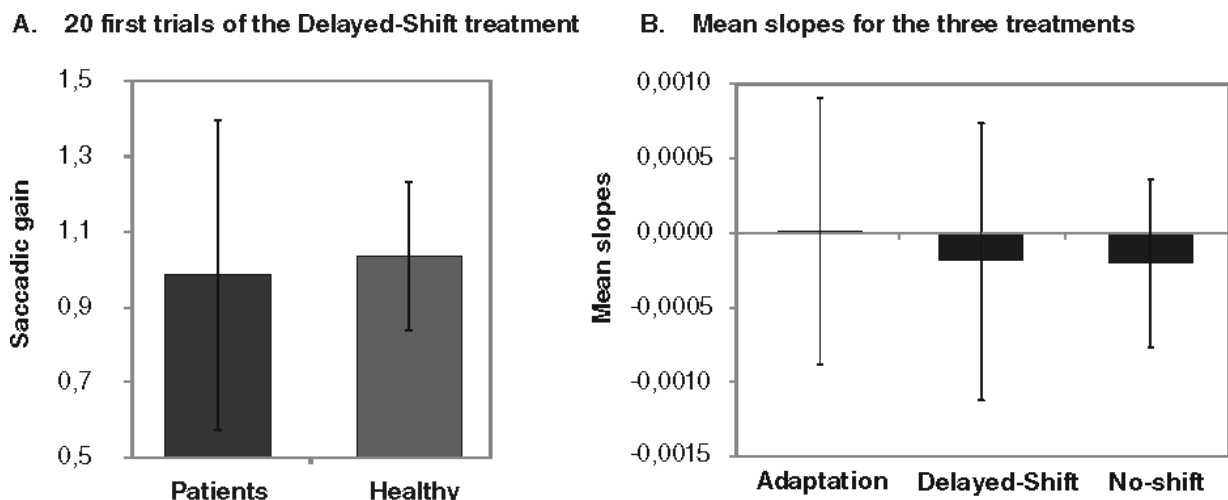 A. 20 first trials of the Delayed-Shift treatment
1,5
1,3
1,1
0,9
0,7
0,5
Saccadic gain
Patients Healthy
B. Mean slopes for the three treatments
0,0010
0,0005
0,0000
-0,0005
-0,0010
-0,0015
Mean slopes
Adaptation Delayed-Shift No-shift